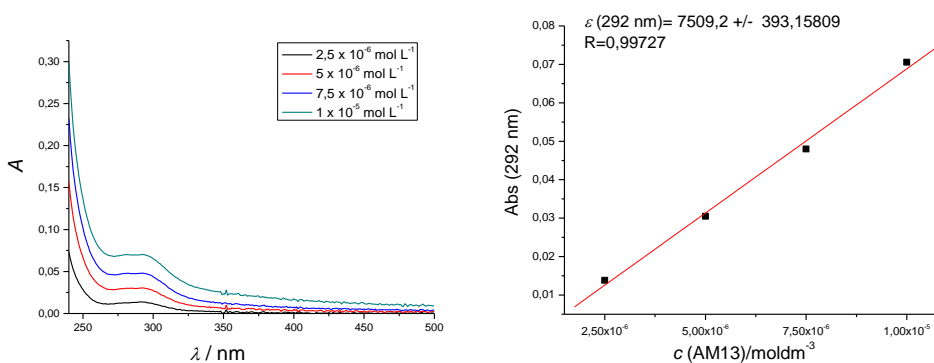 2,5 x 10⁻⁶ mol L⁻¹
5 x 10⁻⁶ mol L⁻¹
7,5 x 10⁻⁶ mol L⁻¹
1 x 10⁻⁵ mol L⁻¹
0,30
0,25
0,20
0,15
0,10
0,05
0,00
A
250 300 350 400 450 500
λ / nm
ε (292 nm)= 7509,2 +/- 393,15809
R=0,99727
0,08
0,07
0,06
0,05
0,04
0,03
0,02
0,01
Abs (292 nm)
2,50x10⁻⁶ 5,00x10⁻⁶ 7,50x10⁻⁶ 1,00x10⁻⁵
c (AM13)/moldm⁻³